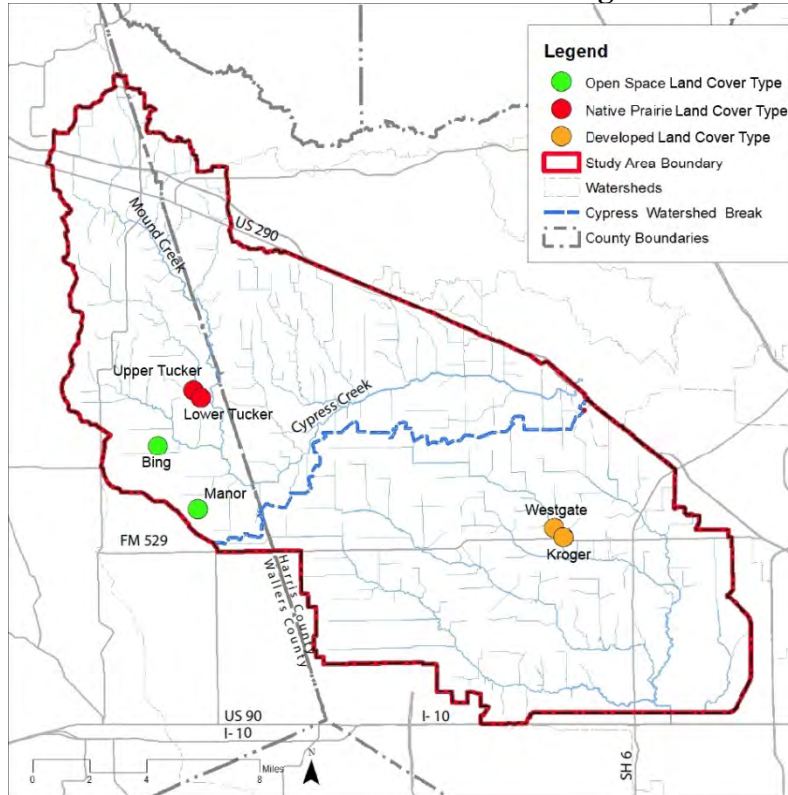 Legend
Open Space Land Cover Type
Native Prairie Land Cover Type
Developed Land Cover Type
Study Area Boundary
Watersheds
Cypress Watershed Break
County Boundaries
Mound Creek
US 290
Upper Tucker
Lower Tucker
Cypress Creek
Bing
Manor
Westgate
Kroger
FM 529
Harris County
Wallers County
US 90
I-10
I-10
SH 6
N
Miles
0 2 4 8